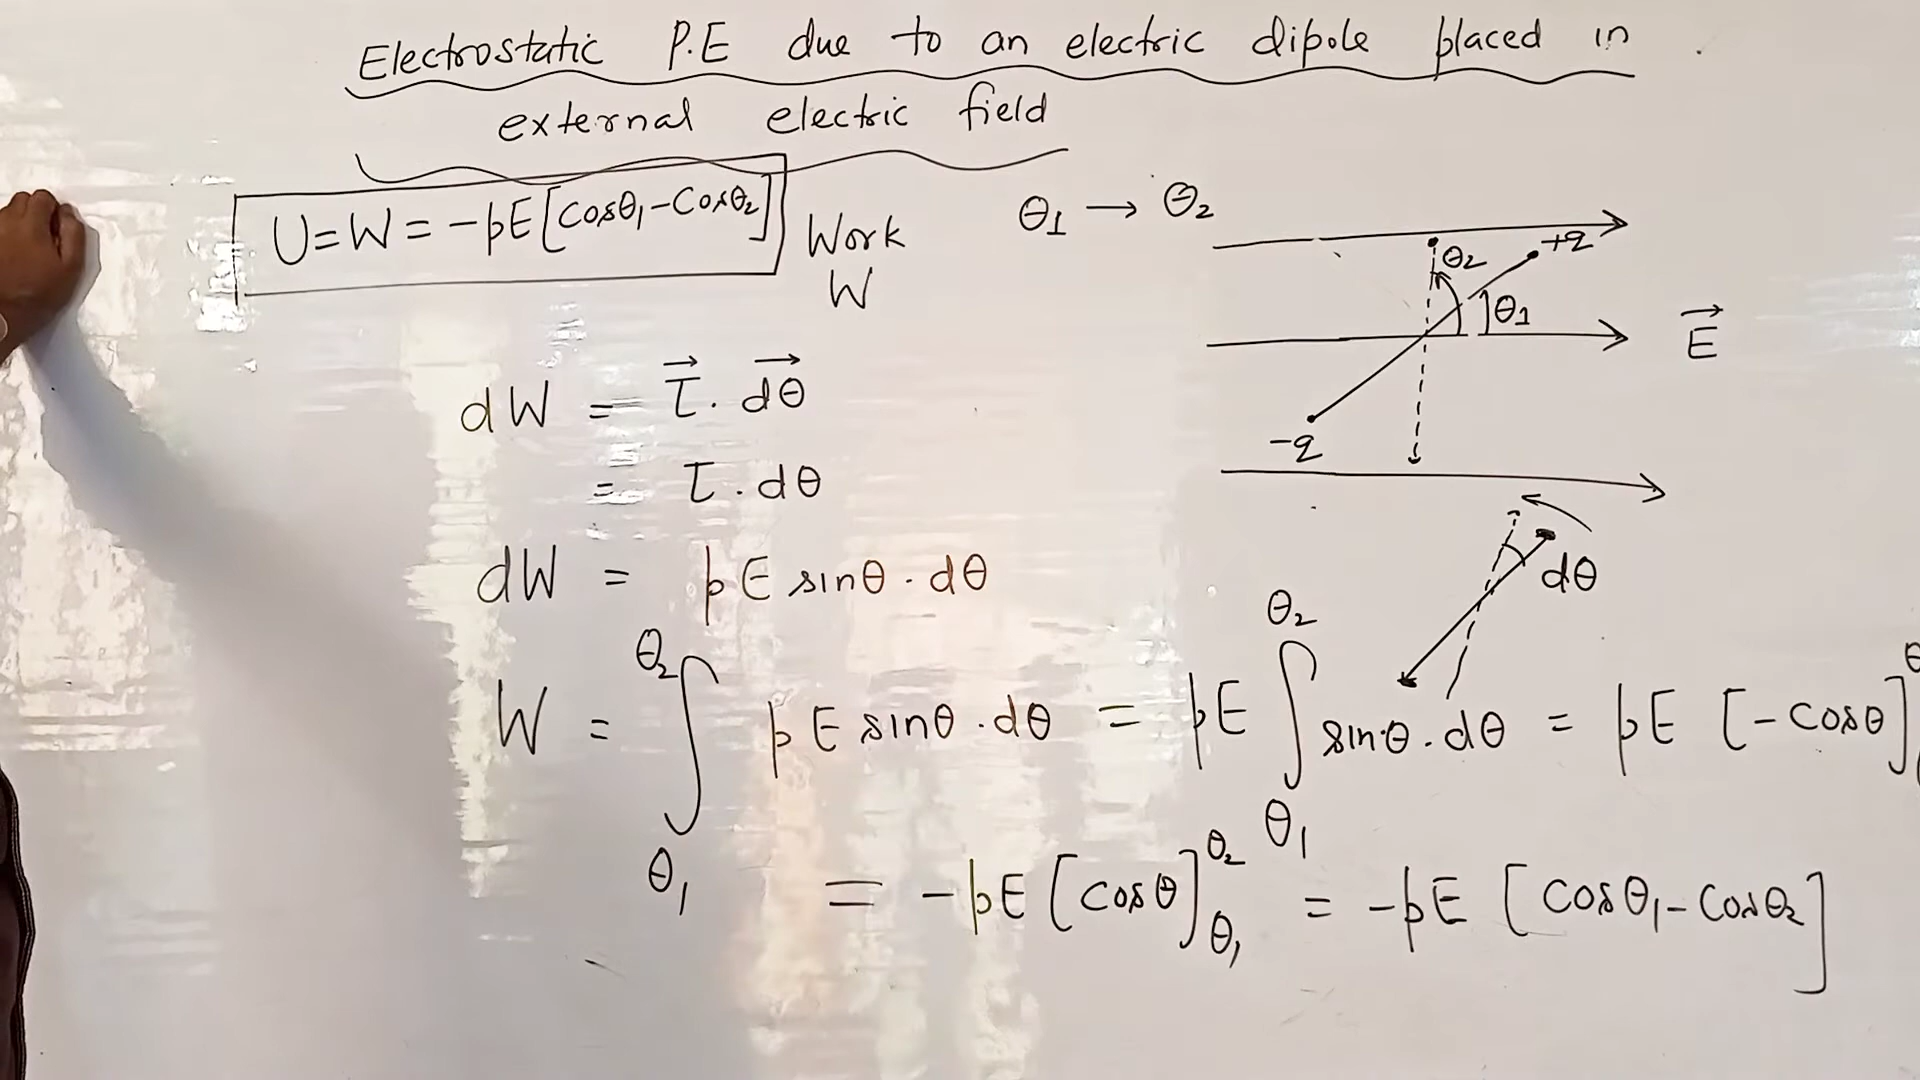 Electrostatic P.E due to an electric dipole placed in
external electric field
U=W = -pE[cosθ₁-Cosθ₂]
Work
W
θ₁ → θ₂
+q
θ₂
θ₁
E⃗
-q
dW = τ⃗ . d⃗θ
= τ . dθ
dθ
dW = pE sinθ . dθ
W = ∫θ₁^θ₂ pE sinθ . dθ = pE ∫θ₁^θ₂ sinθ . dθ = pE [-cosθ]
= -pE [cosθ]θ₁^θ₂ = -pE [cosθ₁-Cosθ₂]